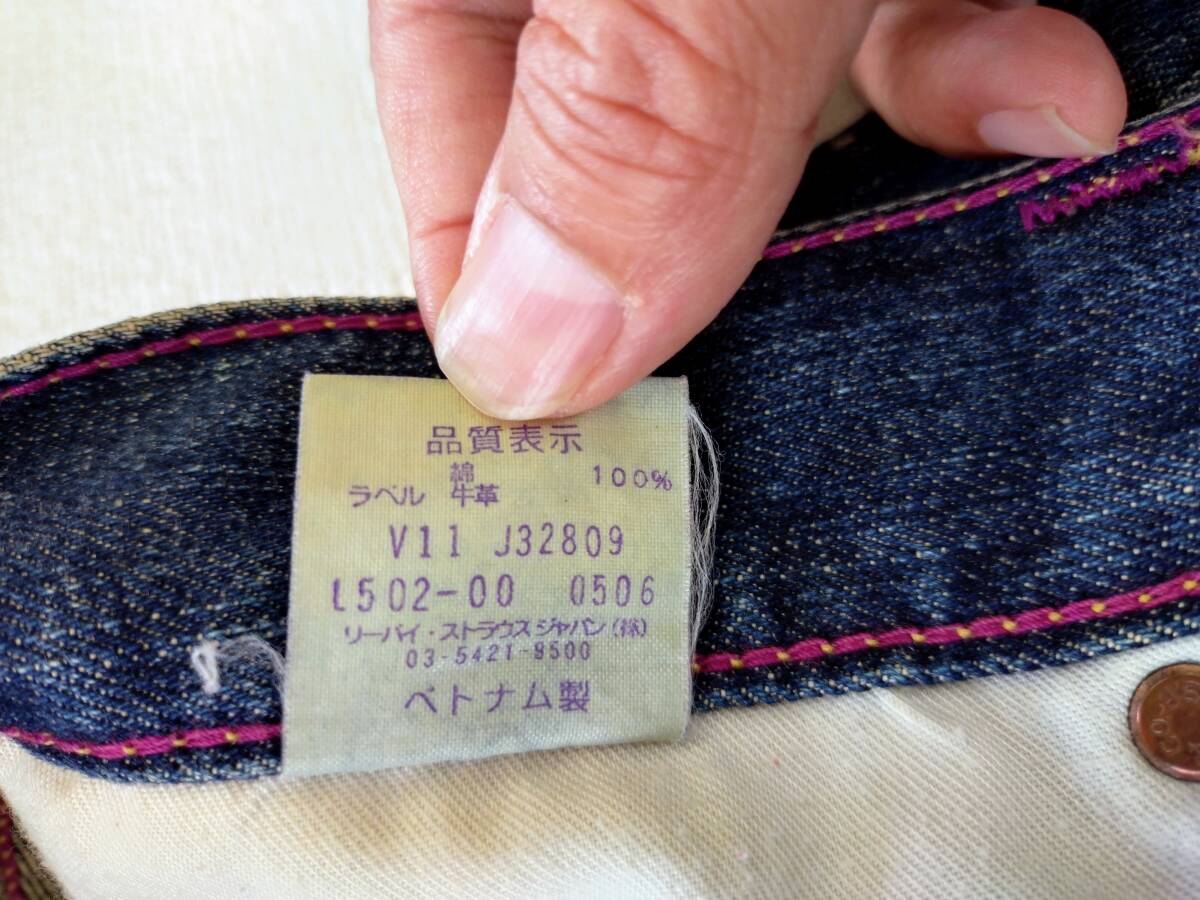 品質表示
綿 100%
ラベル 牛革
V11 J32809
L502-00 0506
リーバイ・ストラウスジャパン(株)
03-5421-8500
ベトナム製